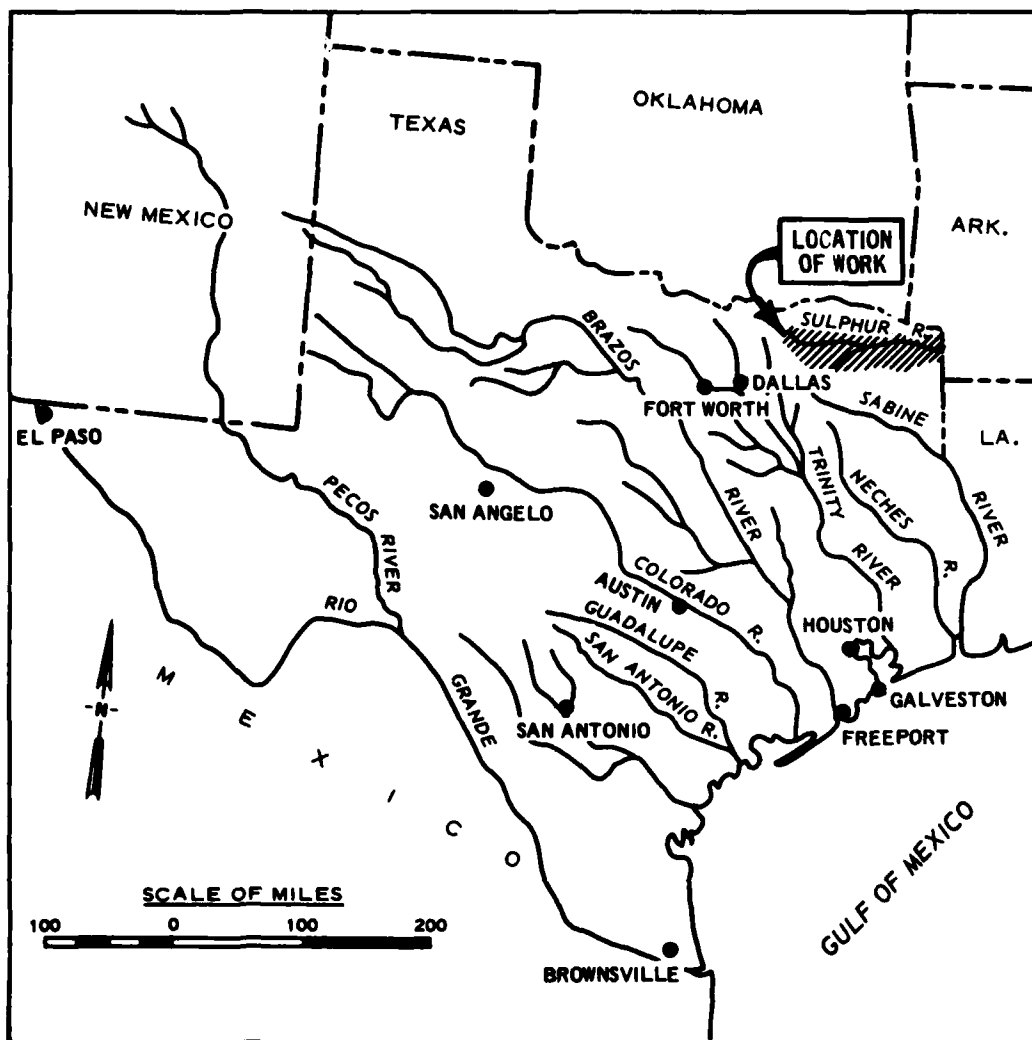 OKLAHOMA
TEXAS
NEW MEXICO
ARK.
LOCATION
OF WORK
SULPHUR R.
BRAZOS
RIVER
DALLAS
FORT WORTH
SABINE
RIVER
LA.
EL PASO
TRINITY
RIVER
NECHES
R.
PECOS
RIVER
SAN ANGELO
COLORADO
R.
AUSTIN
GUADALUPE
R.
HOUSTON
RIO
GRANDE
SAN ANTONIO R.
SAN ANTONIO
GALVESTON
FREEPORT
MEXICO
-N-
GULF OF MEXICO
SCALE OF MILES
100 0 100 200
BROWNSVILLE